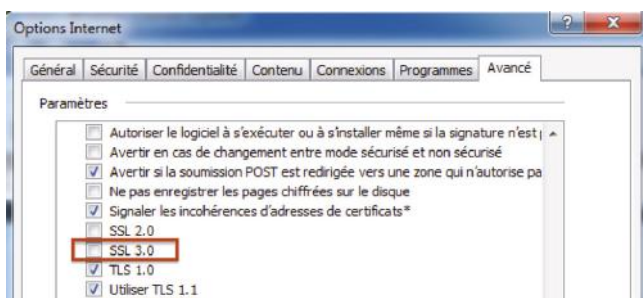 Options Internet
Général Sécurité Confidentialité Contenu Connexions Programmes Avancé
Paramètres
Autoriser le logiciel à s'exécuter ou à s'installer même si la signature n'est
Avertir en cas de changement entre mode sécurisé et non sécurisé
Avertir si la soumission POST est redirigée vers une zone qui n'autorise pa
Ne pas enregistrer les pages chiffrées sur le disque
Signaler les incohérences d'adresses de certificats*
SSL 2.0
SSL 3.0
TLS 1.0
Utiliser TLS 1.1